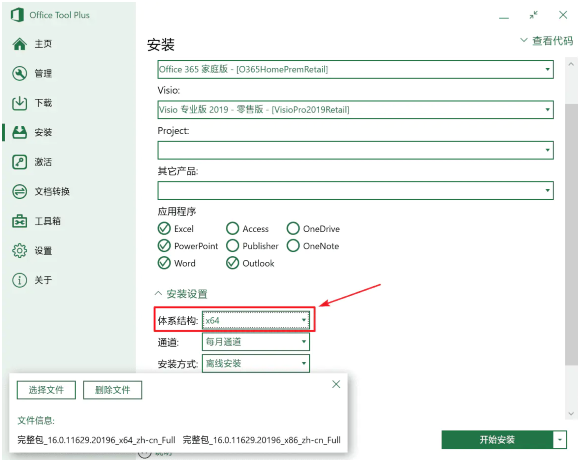 Office Tool Plus
主页
管理
下载
安装
激活
文档转换
工具箱
设置
关于
安装
查看代码
Office 365 家庭版 - [O365HomePremRetail]
Visio:
Visio 专业版 2019 - 零售版 - [VisioPro2019Retail]
Project:
其它产品:
应用程序
Excel Access OneDrive
PowerPoint Publisher OneNote
Word Outlook
安装设置
体系结构: x64
通道: 每月通道
安装方式: 离线安装
选择文件 删除文件
文件信息:
完整包_16.0.11629.20196_x64_zh-cn_Full 完整包_16.0.11629.20196_x86_zh-cn_Full
开始安装